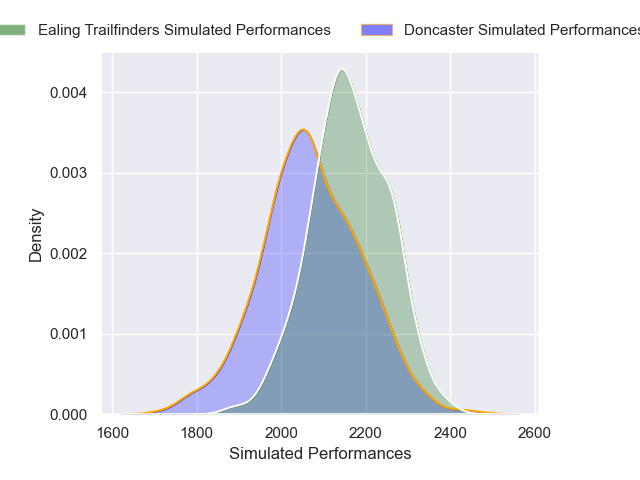 Ealing Trailfinders Simulated Performances
Doncaster Simulated Performances
0.004
0.003
0.002
0.001
0.000
Density
1600 1800 2000 2200 2400 2600
Simulated Performances